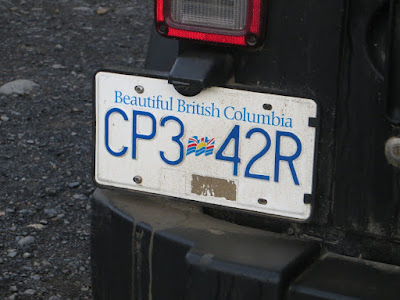 Beautiful British Columbia
CP3 42R